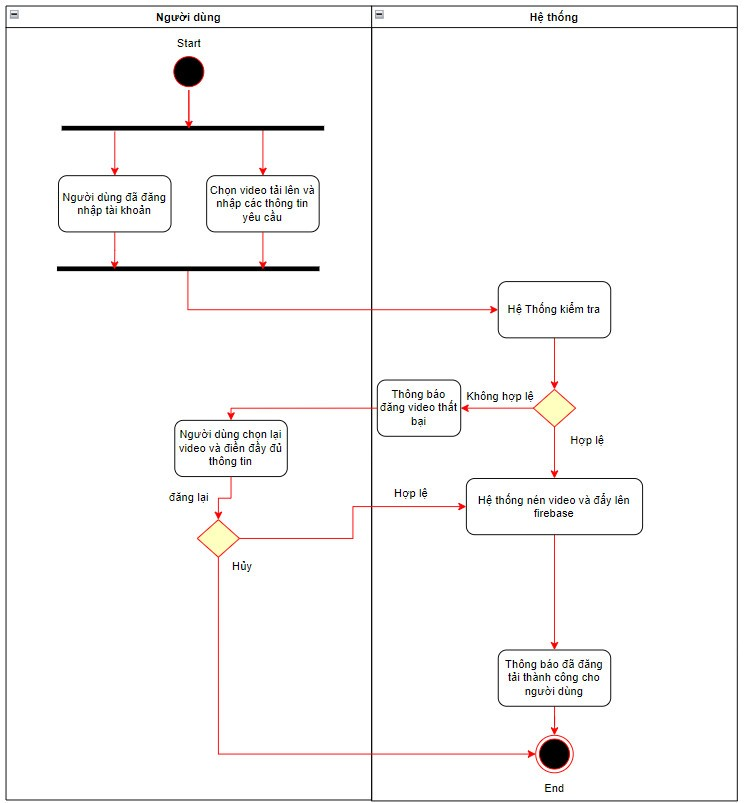 Người dùng
Hệ thống
Start
Người dùng đã đăng
nhập tài khoản
Chọn video tải lên và
nhập các thông tin
yêu cầu
Hệ Thống kiểm tra
Thông báo
đăng video thất
bại
Không hợp lệ
Hợp lệ
Người dùng chọn lại
video và điền đầy đủ
thông tin
đăng lại
Hợp lệ
Hệ thống nén video và đẩy lên
firebase
Hủy
Thông báo đã đăng
tải thành công cho
người dùng
End